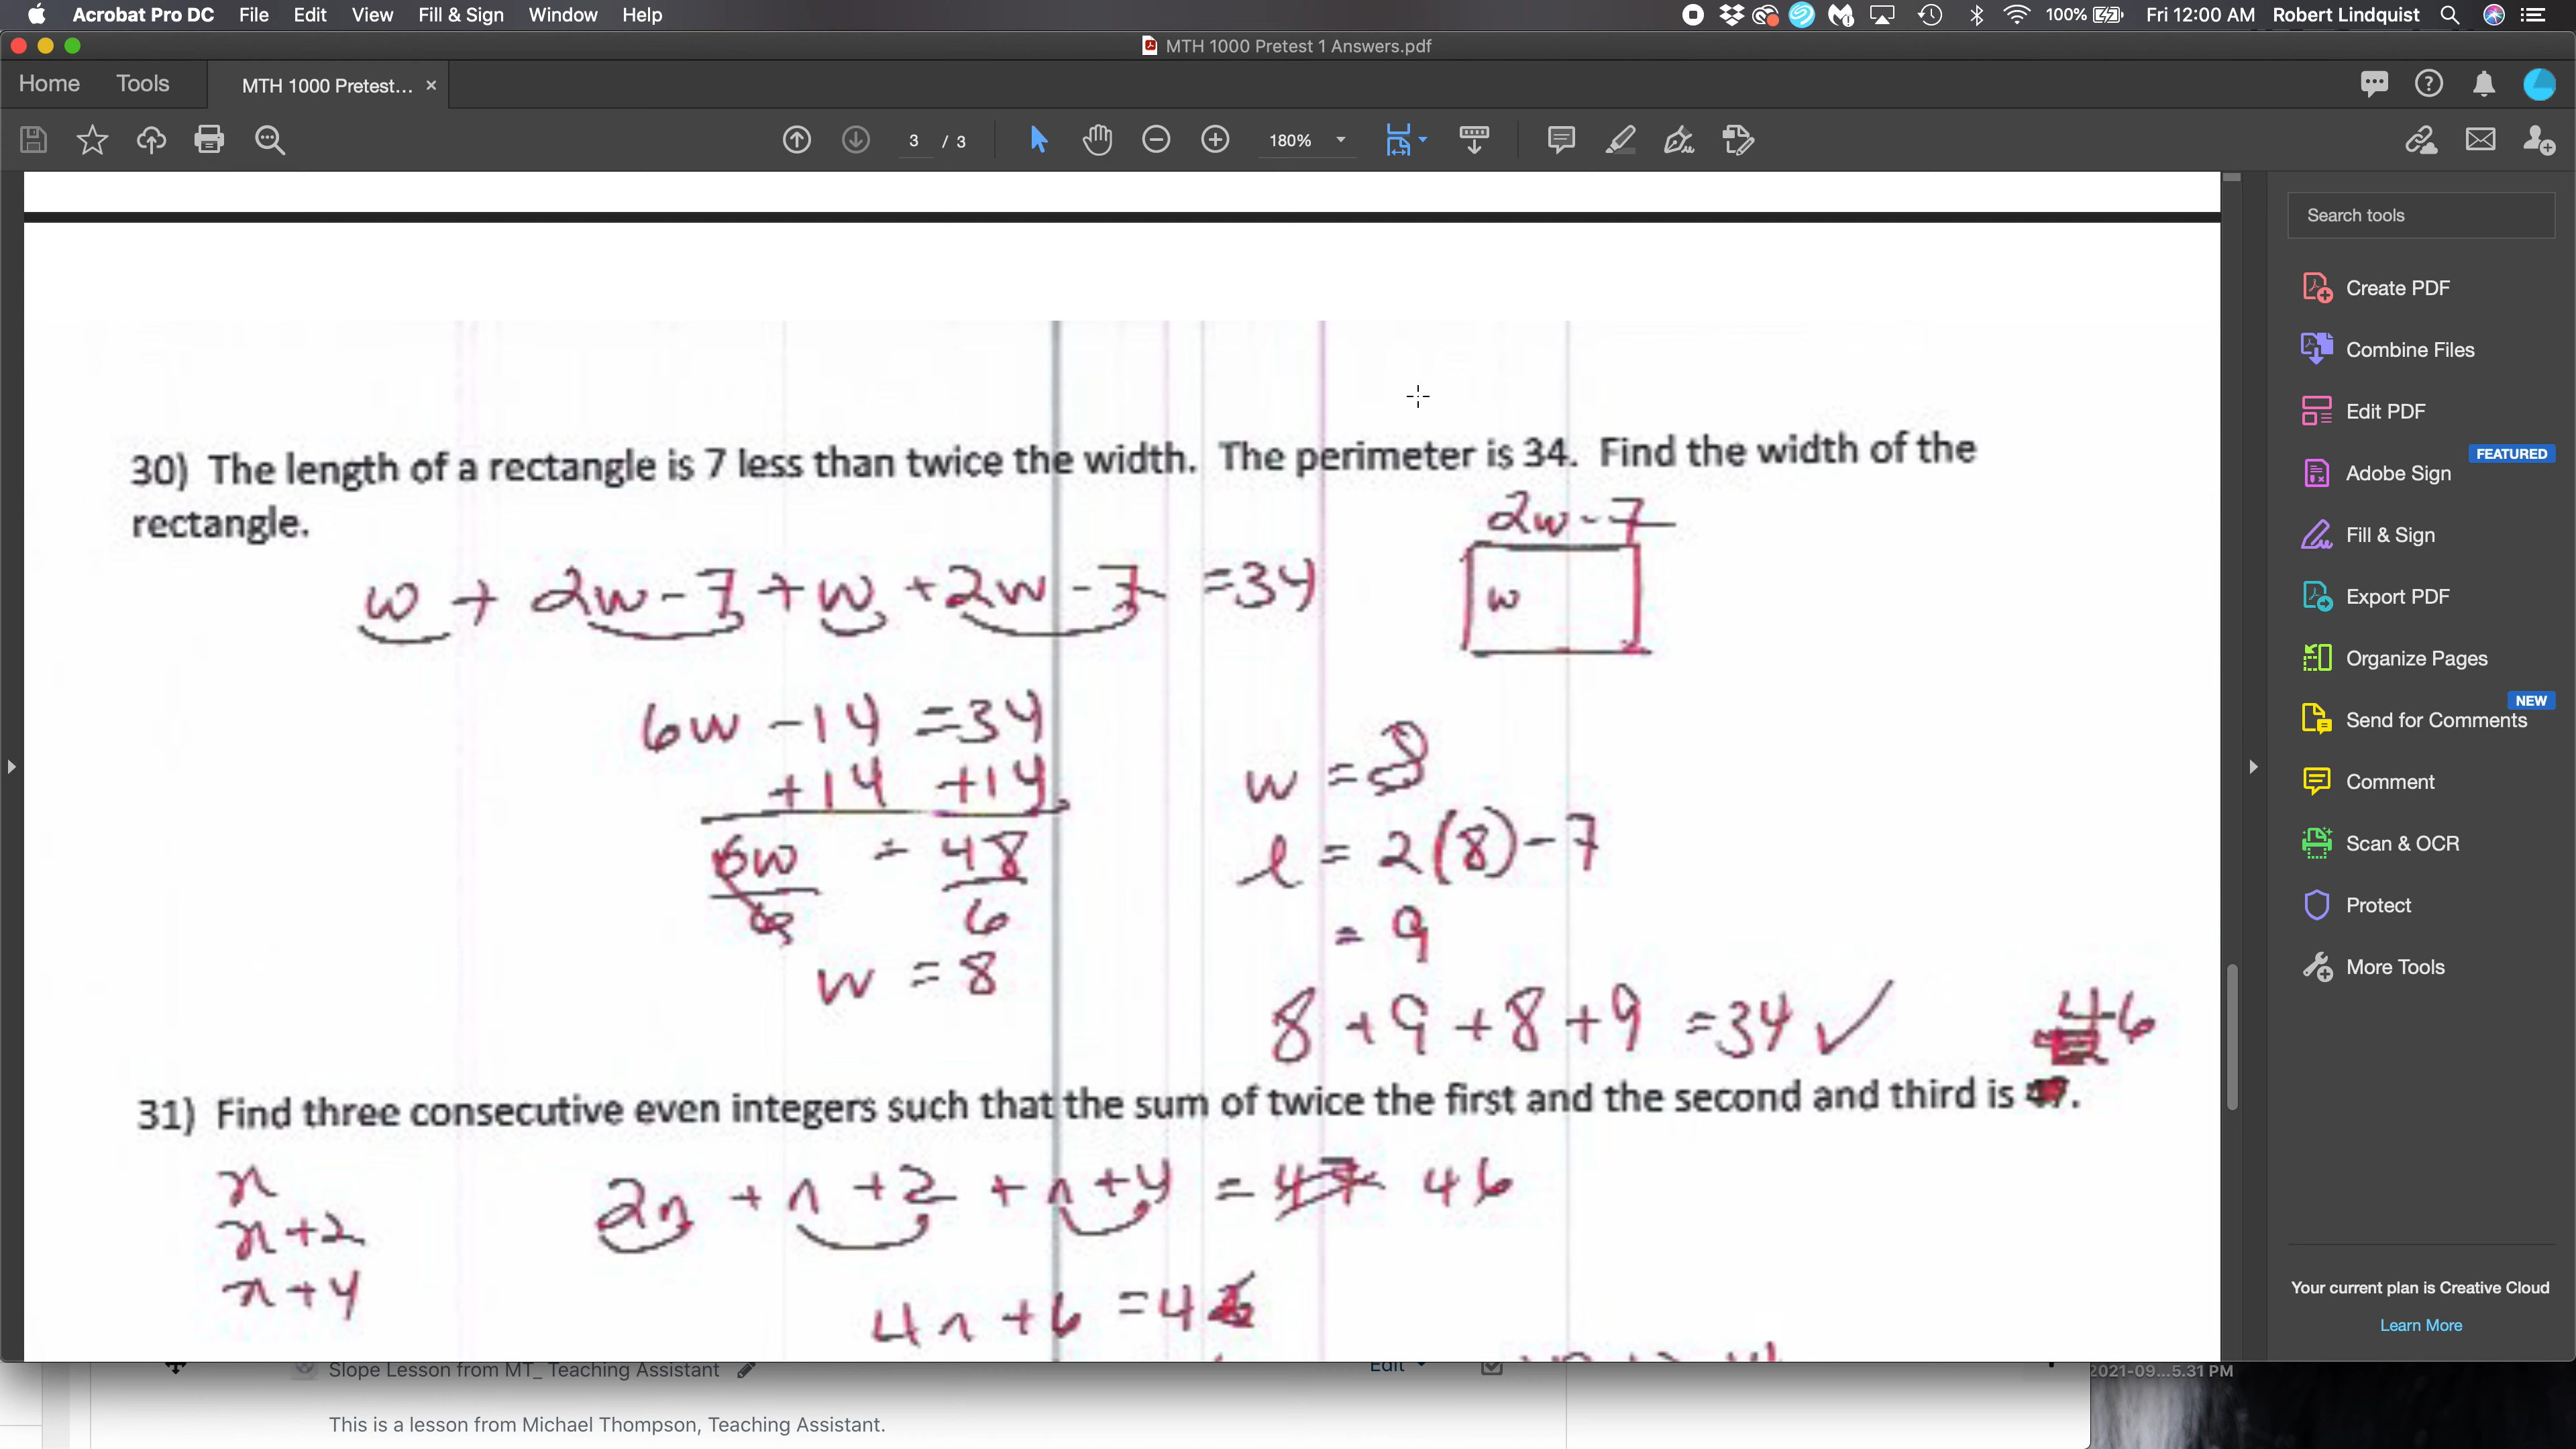 Acrobat Pro DC File Edit View Fill & Sign Window Help 100% Fri 12:00 AM Robert Lindquist
MTH 1000 Pretest 1 Answers.pdf
Home Tools MTH 1000 Pretest... ×
3 / 3 180%
Search tools
Create PDF
Combine Files
Edit PDF
FEATURED
Adobe Sign
Fill & Sign
Export PDF
Organize Pages
NEW
Send for Comments
Comment
Scan & OCR
Protect
More Tools
Your current plan is Creative Cloud
Learn More
30) The length of a rectangle is 7 less than twice the width. The perimeter is 34. Find the width of the
rectangle.
2w-7
w
w + 2w-7 + w + 2w-7 = 34
6w - 14 = 34
+14 +14
6w = 48
6 6
w = 8
w = 8
l = 2(8)-7
= 9
8+9+8+9 = 34 ✓
46
31) Find three consecutive even integers such that the sum of twice the first and the second and third is
n
n+2
n+4
2n + n+2 + n+4 = 47 46
4n + 6 = 46
Slope Lesson from MT_ Teaching Assistant Edit
2021-09...5.31 PM
This is a lesson from Michael Thompson, Teaching Assistant.